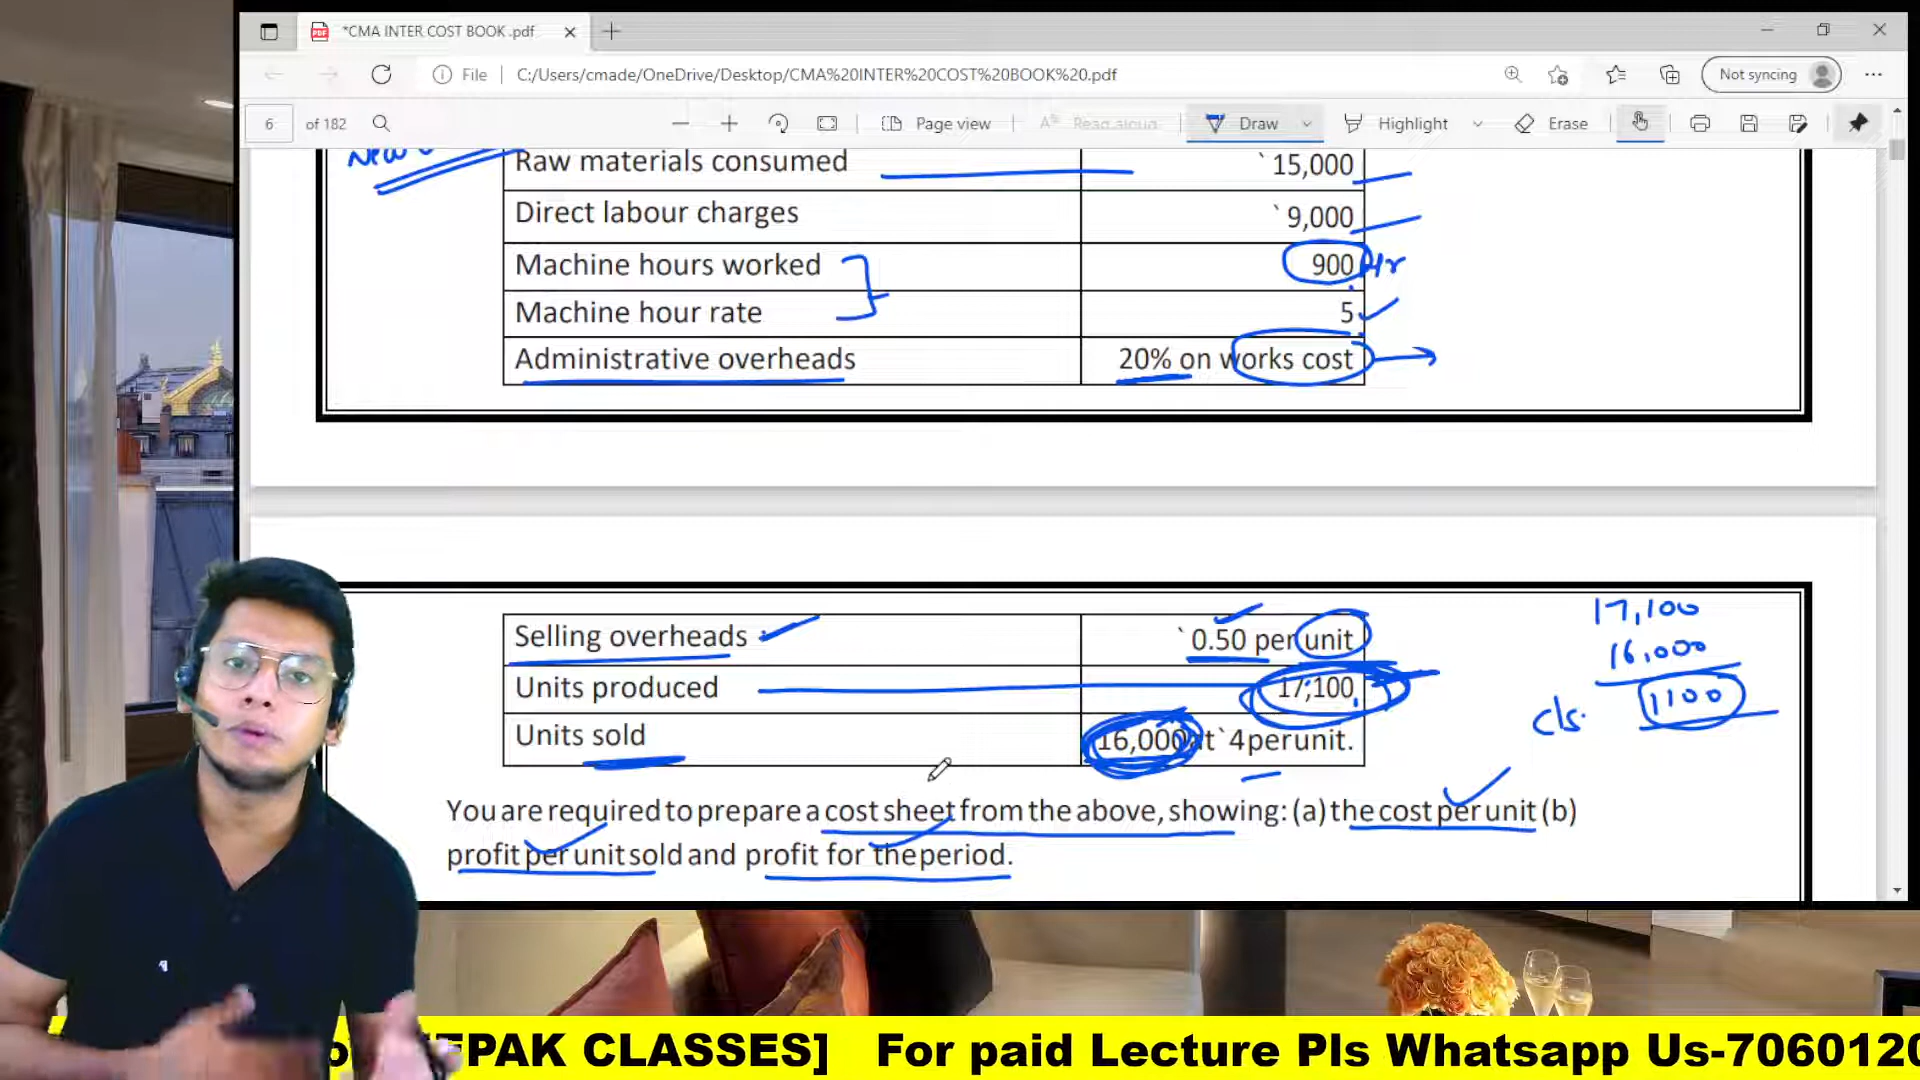 *CMA INTER COST BOOK .pdf
File C:/Users/cmade/OneDrive/Desktop/CMA%20INTER%20COST%20BOOK%20.pdf Not syncing
6 of 182 Page view Read aloud Draw Highlight Erase
New
Raw materials consumed `15,000
Direct labour charges `9,000
Machine hours worked 900 Hr
Machine hour rate 5
Administrative overheads 20% on works cost
Selling overheads `0.50 per unit
Units produced 17,100
Units sold 16,000 at `4 per unit.
17,100
16,000
cls. 1100
You are required to prepare a cost sheet from the above, showing: (a) the cost per unit (b)
profit per unit sold and profit for the period.
EPAK CLASSES] For paid Lecture Pls Whatsapp Us-7060120